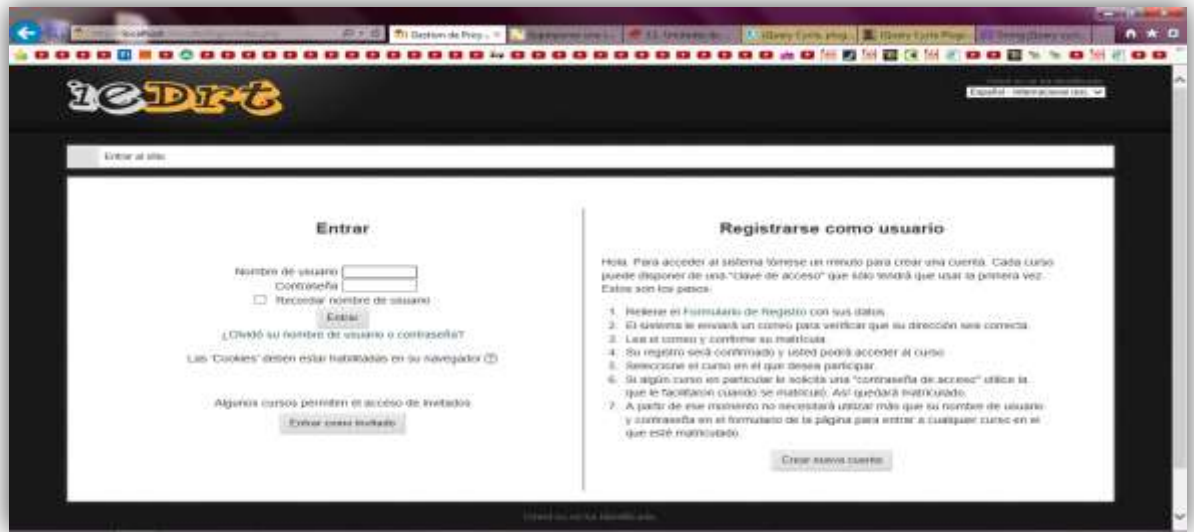 localhost
Gestion de Proy...
jQuery Cycle Plug...
ieDrt
Español - Internacional
Entrar al sitio
Entrar
Nombre de usuario
Contraseña
Recordar nombre de usuario
Entrar
¿Olvidó su nombre de usuario o contraseña?
Las 'Cookies' deben estar habilitadas en su navegador
Algunos cursos permiten el acceso de invitados
Entrar como invitado
Registrarse como usuario
Hola. Para acceder al sistema tómese un minuto para crear una cuenta. Cada curso
puede disponer de una "clave de acceso" que sólo tendrá que usar la primera vez.
Estos son los pasos:
1. Rellene el Formulario de Registro con sus datos.
2. El sistema le enviará un correo para verificar que su dirección sea correcta.
3. Lea el correo y confirme su matrícula.
4. Su registro será confirmado y usted podrá acceder al curso.
5. Seleccione el curso en el que desea participar.
6. Si algún curso en particular le solicita una "contraseña de acceso" utilice la
que le facilitaron cuando se matriculó. Así quedará matriculado.
7. A partir de ese momento no necesitará utilizar más que su nombre de usuario
y contraseña en el formulario de la página para entrar a cualquier curso en el
que esté matriculado.
Crear nueva cuenta